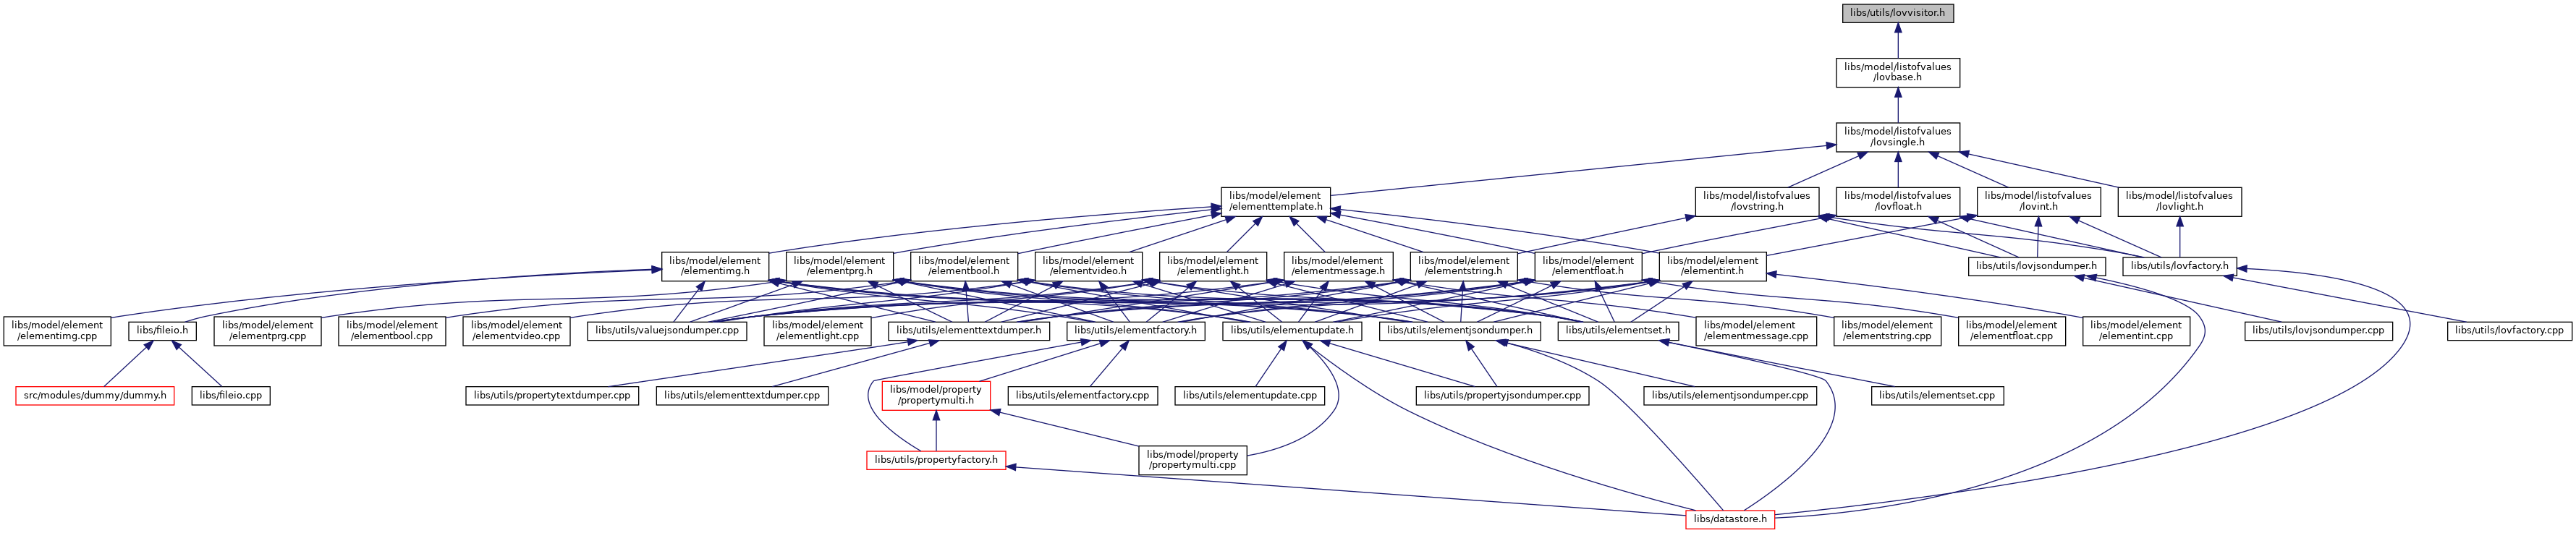 libs/utils/lovvisitor.h
libs/model/listofvalues
/lovbase.h
libs/model/listofvalues
/lovsingle.h
libs/model/element
/elementtemplate.h
libs/model/listofvalues
/lovstring.h
libs/model/listofvalues
/lovfloat.h
libs/model/listofvalues
/lovint.h
libs/model/listofvalues
/lovlight.h
libs/model/element
/elementimg.h
libs/model/element
/elementprg.h
libs/model/element
/elementbool.h
libs/model/element
/elementvideo.h
libs/model/element
/elementlight.h
libs/model/element
/elementmessage.h
libs/model/element
/elementstring.h
libs/model/element
/elementfloat.h
libs/model/element
/elementint.h
libs/utils/lovjsondumper.h
libs/utils/lovfactory.h
libs/model/element
/elementimg.cpp
libs/fileio.h
libs/model/element
/elementprg.cpp
libs/model/element
/elementbool.cpp
libs/model/element
/elementvideo.cpp
libs/utils/valuejsondumper.cpp
libs/model/element
/elementlight.cpp
libs/utils/elementtextdumper.h
libs/utils/elementfactory.h
libs/utils/elementupdate.h
libs/utils/elementjsondumper.h
libs/utils/elementset.h
libs/model/element
/elementmessage.cpp
libs/model/element
/elementstring.cpp
libs/model/element
/elementfloat.cpp
libs/model/element
/elementint.cpp
libs/utils/lovjsondumper.cpp
libs/utils/lovfactory.cpp
src/modules/dummy/dummy.h
libs/fileio.cpp
libs/utils/propertytextdumper.cpp
libs/utils/elementtextdumper.cpp
libs/model/property
/propertymulti.h
libs/utils/elementfactory.cpp
libs/utils/elementupdate.cpp
libs/utils/propertyjsondumper.cpp
libs/utils/elementjsondumper.cpp
libs/utils/elementset.cpp
libs/utils/propertyfactory.h
libs/model/property
/propertymulti.cpp
libs/datastore.h